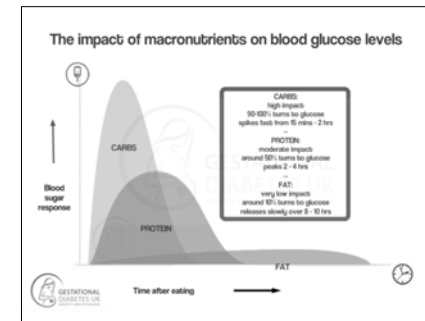 The impact of macronutrients on blood glucose levels
CARBS:
high impact
90-100% turns to glucose
spikes fast from 15 mins - 2 hrs
...
PROTEIN:
moderate impact
around 50% turns to glucose
peaks 2 - 4 hrs
...
FAT:
very low impact
around 10% turns to glucose
releases slowly over 8 - 10 hrs
CARBS
Blood
sugar
response
PROTEIN
FAT
Time after eating
GESTATIONAL
DIABETES UK
GESTATIONAL
DIABETES UK